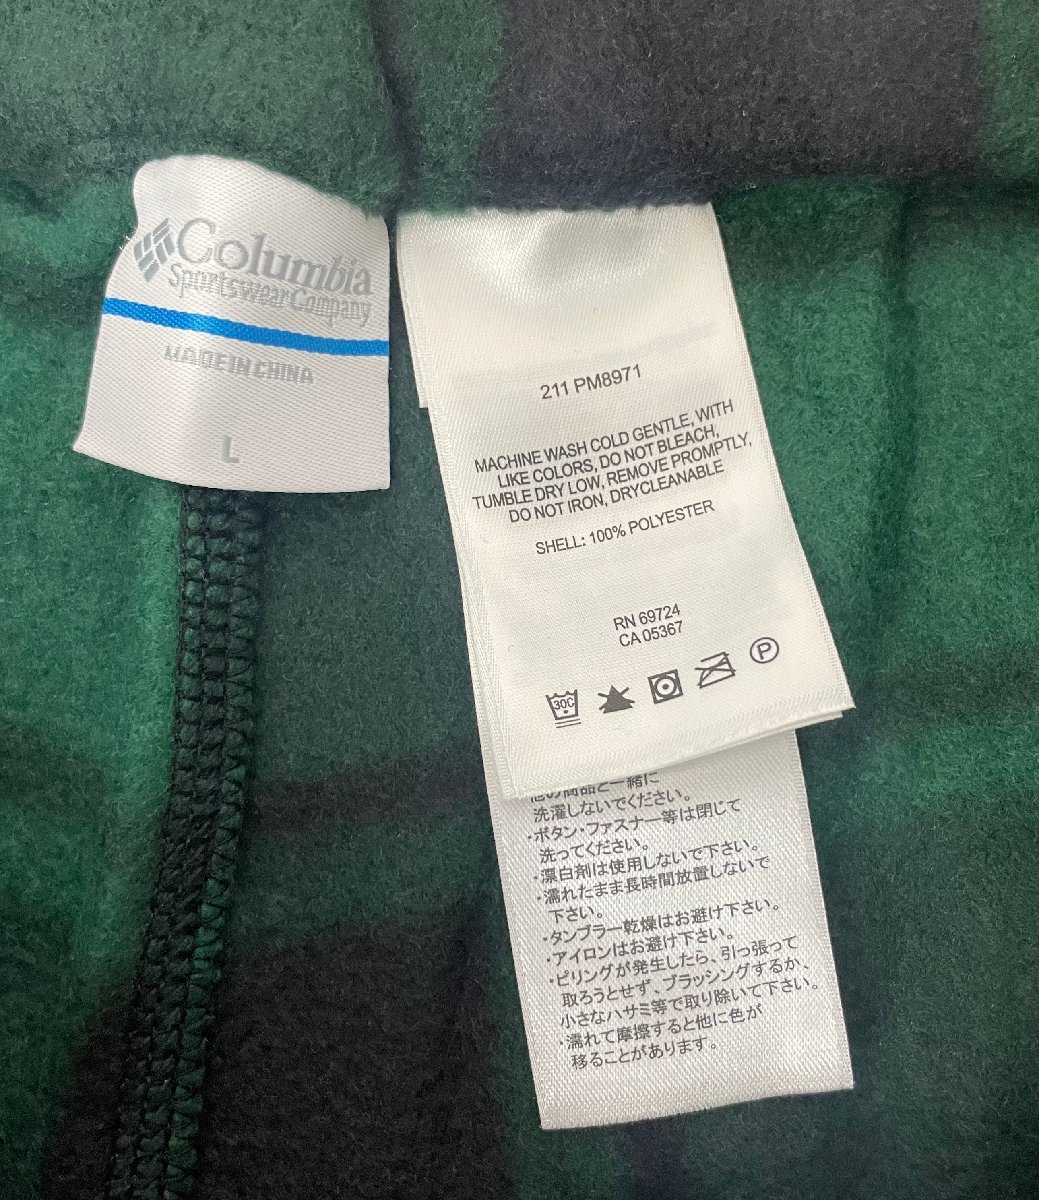 Columbia
Sportswear Company
MADE IN CHINA
L
211 PM8971
MACHINE WASH COLD GENTLE, WITH
LIKE COLORS, DO NOT BLEACH,
TUMBLE DRY LOW, REMOVE PROMPTLY,
DO NOT IRON, DRYCLEANABLE
SHELL: 100% POLYESTER
RN 69724
CA 05367
30C
P
他の商品と一緒に
洗濯しないでください。
・ボタン・ファスナー等は閉じて
洗ってください。
・漂白剤は使用しないで下さい。
・濡れたまま長時間放置しないで
下さい。
・タンブラー乾燥はお避け下さい。
・アイロンはお避け下さい。
・ピリングが発生したら、引っ張って
取ろうとせず、ブラッシングするか、
小さなハサミ等で取り除いて下さい。
・濡れて摩擦すると他に色が
移ることがあります。